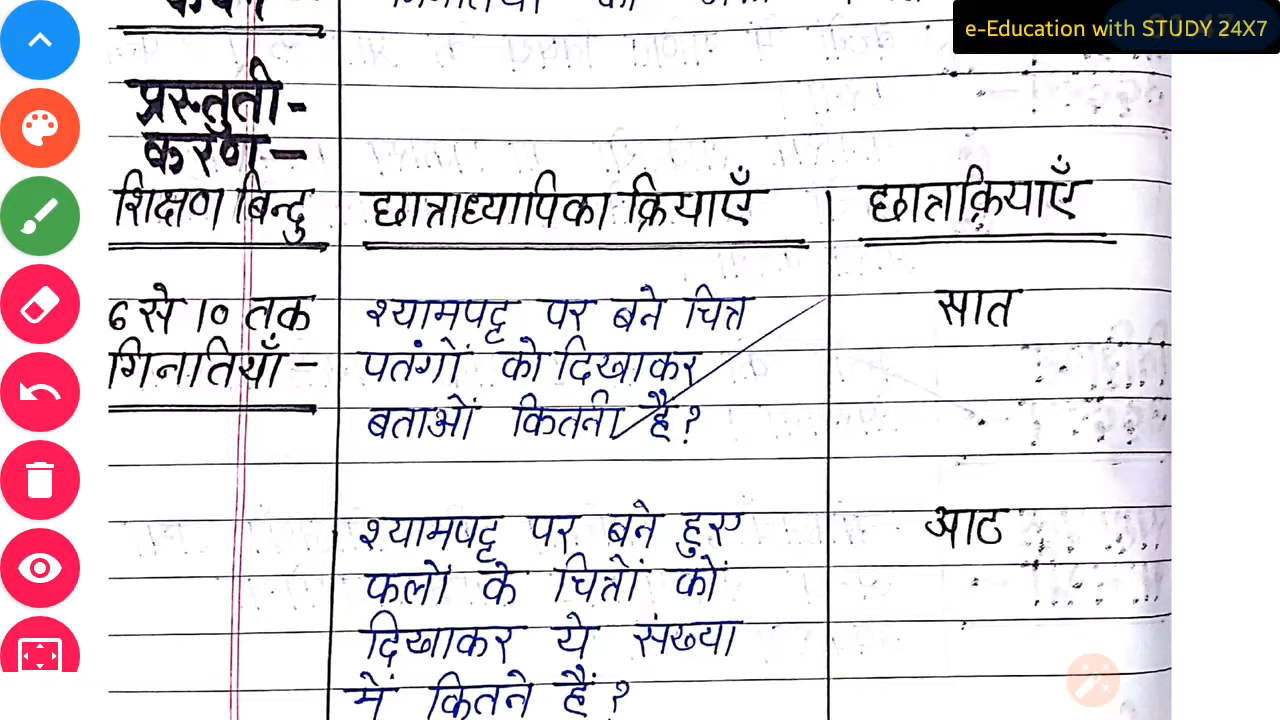 e-Education with STUDY 24X7
प्रस्तुती-
करण-
शिक्षण बिन्दु छात्राध्यापिका क्रियाएँ छात्रक्रियाएँ
6 से 10 तक श्यामपट्ट पर बने चित्र सात
गिनातियाँ- पतंगों को दिखाकर
बताओं कितनी है?
श्यामपट्ट पर बने हुए आठ
फलों के चित्रों कों
दिखाकर ये संख्या
में कितने हैं?